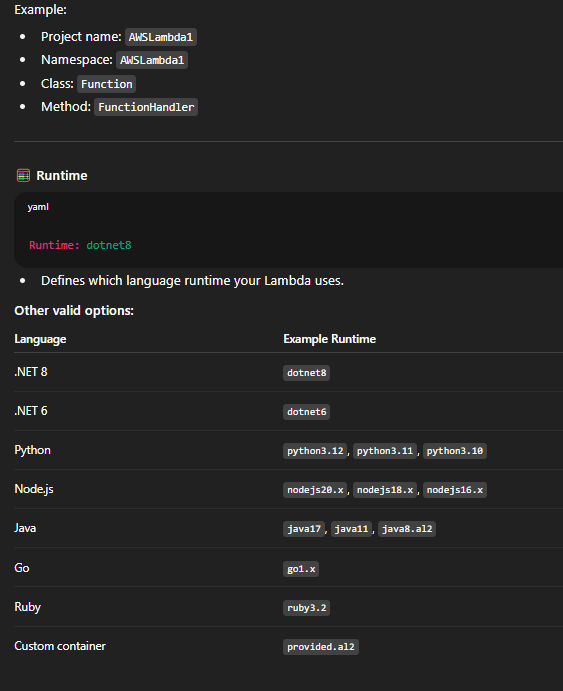 Example:
Project name: AWSLambda1
Namespace: AWSLambda1
Class: Function
Method: FunctionHandler
Runtime
yaml
Runtime: dotnet8
Defines which language runtime your Lambda uses.
Other valid options:
Language Example Runtime
.NET 8 dotnet8
.NET 6 dotnet6
Python python3.12, python3.11, python3.10
Node.js nodejs20.x, nodejs18.x, nodejs16.x
Java java17, java11, java8.al2
Go go1.x
Ruby ruby3.2
Custom container provided.al2